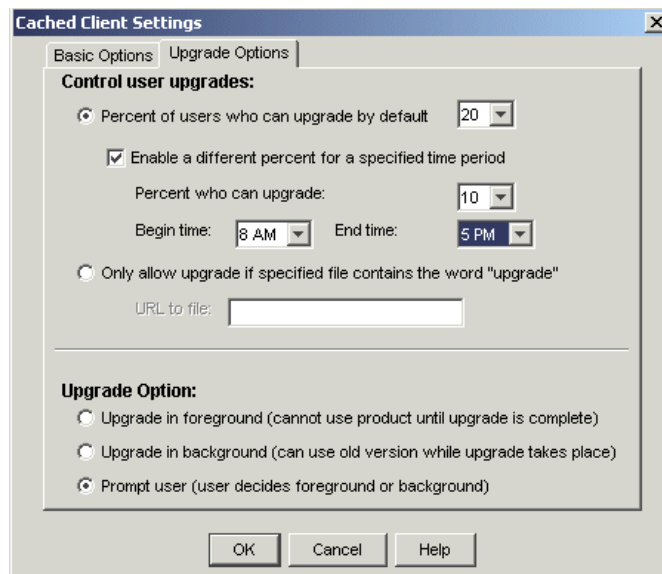 Cached Client Settings
Basic Options Upgrade Options
Control user upgrades:
Percent of users who can upgrade by default 20
Enable a different percent for a specified time period
Percent who can upgrade: 10
Begin time: 8 AM End time: 5 PM
Only allow upgrade if specified file contains the word "upgrade"
URL to file:
Upgrade Option:
Upgrade in foreground (cannot use product until upgrade is complete)
Upgrade in background (can use old version while upgrade takes place)
Prompt user (user decides foreground or background)
OK Cancel Help